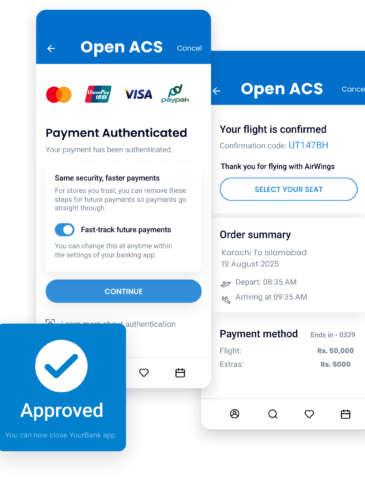 Open ACS
Cancel
UnionPay
VISA
paypak
Payment Authenticated
Your payment has been authenticated.
Same security, faster payments
For stores you trust, you can remove these
steps for future payments so payments go
straight through.
Fast-track future payments
You can change this at anytime within
the settings of your banking app.
CONTINUE
Learn more about authentication
Approved
You can now close YourBank app.
Open ACS
Cance
Your flight is confirmed
Confirmation code: UT147BH
Thank you for flying with AirWings
SELECT YOUR SEAT
Order summary
Karachi To Islamabad
19 August 2025
Depart: 08:35 AM
Arriving at 09:35 AM
Payment method Ends in - 0329
Flight: Rs. 50,000
Extras: Rs. 5000